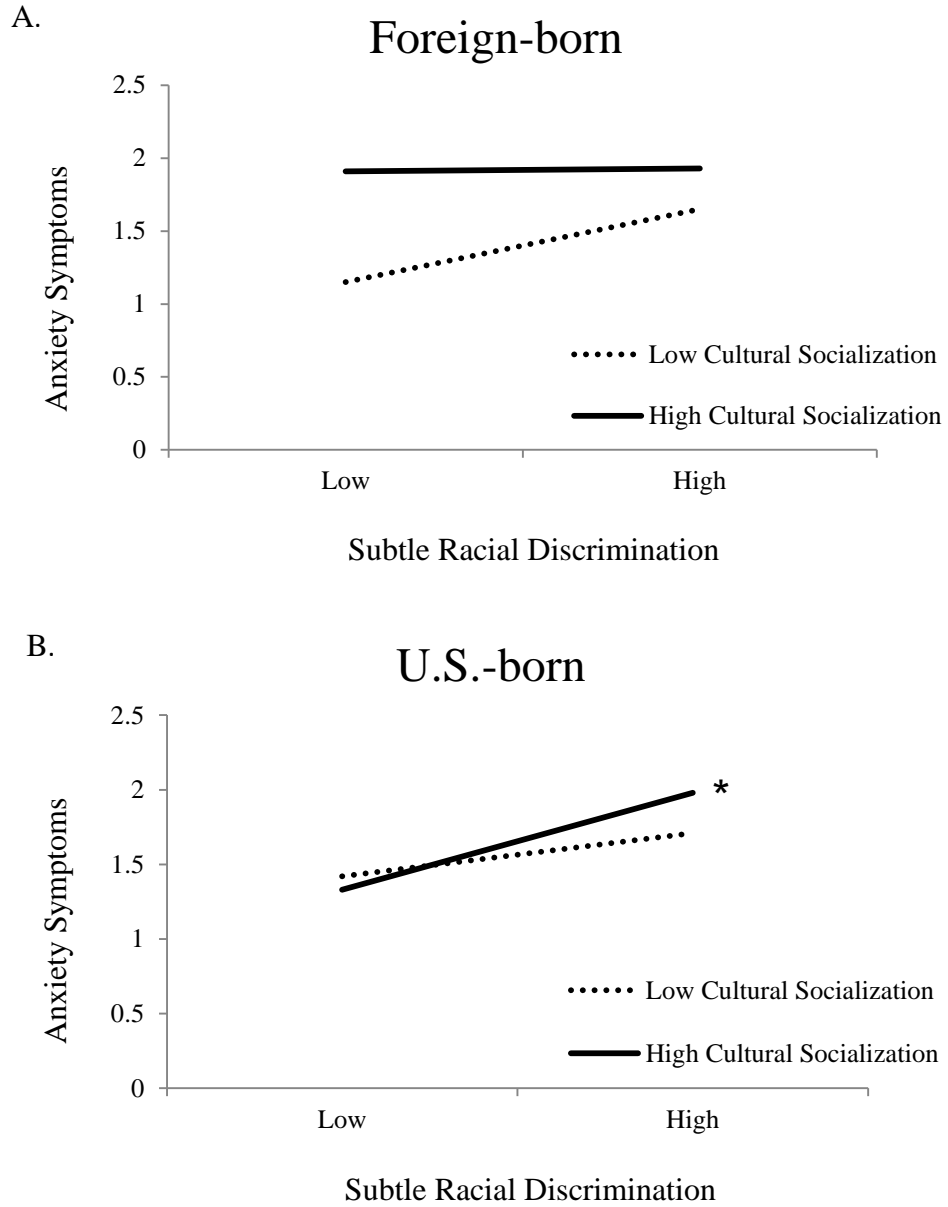 A.
Foreign-born
2.5
2
1.5
1
0.5
0
Anxiety Symptoms
Low Cultural Socialization
High Cultural Socialization
Low
High
Subtle Racial Discrimination
B.
U.S.-born
2.5
2
1.5
1
0.5
0
Anxiety Symptoms
*
Low Cultural Socialization
High Cultural Socialization
Low
High
Subtle Racial Discrimination